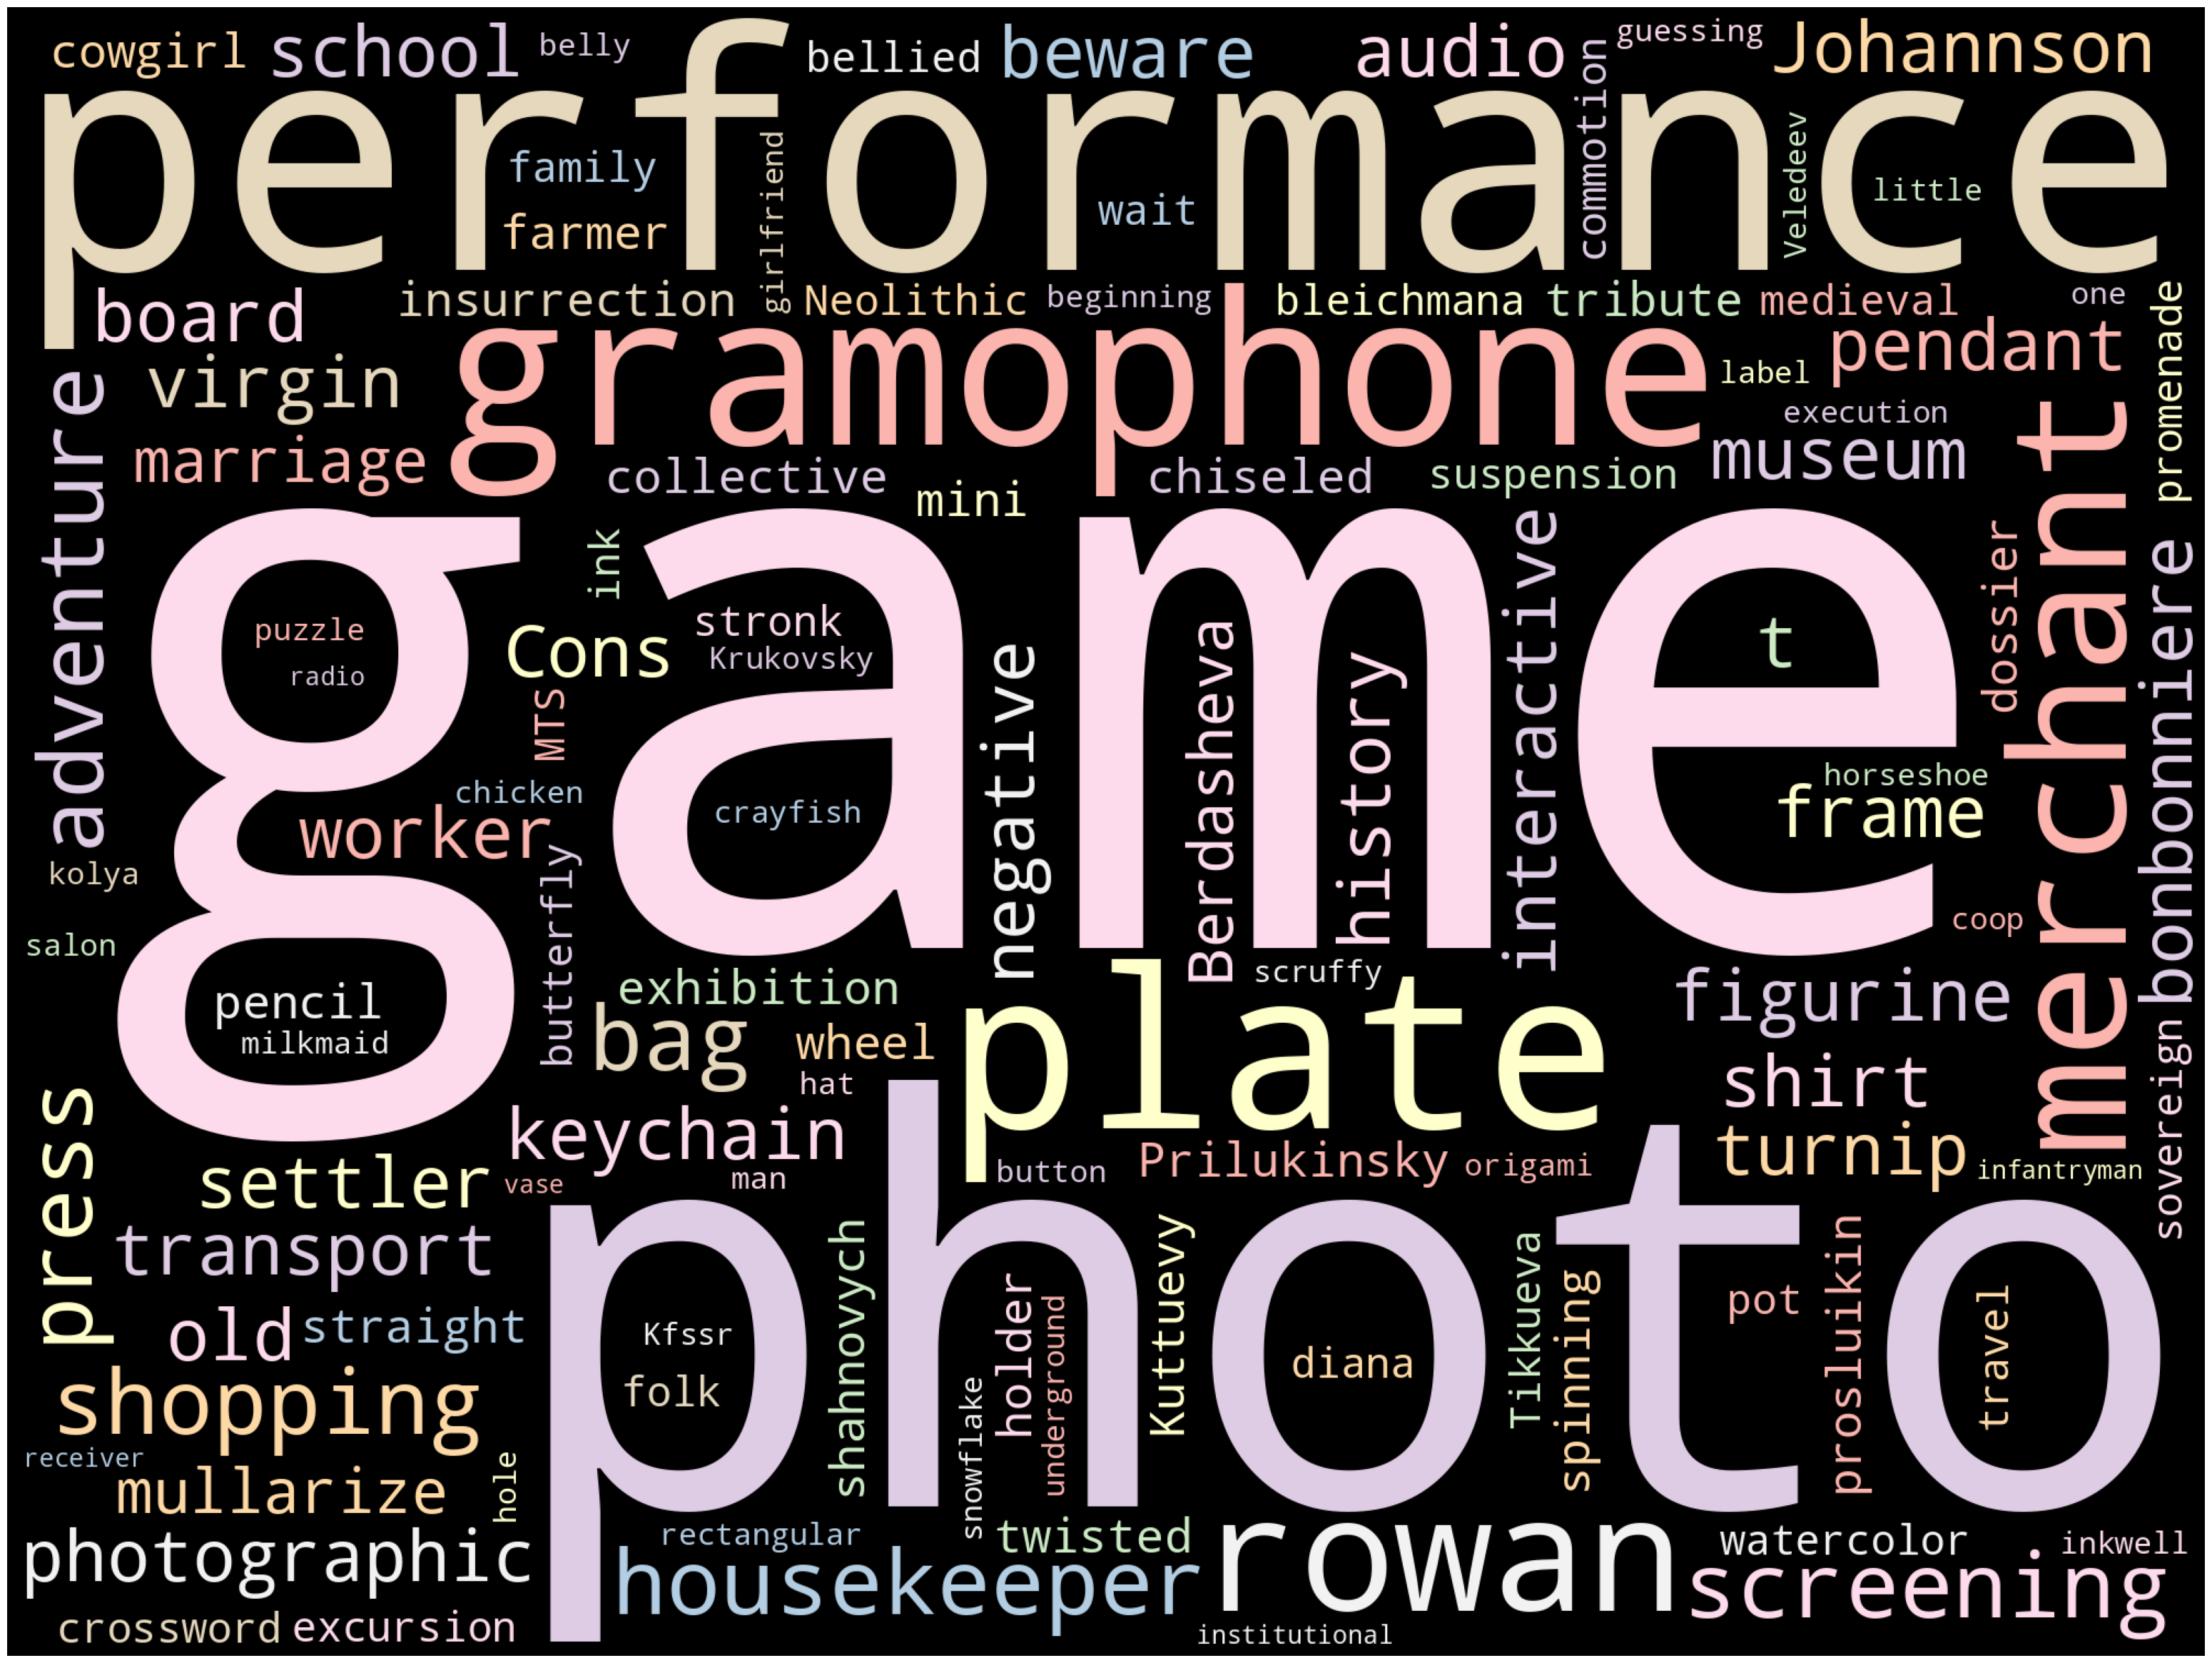 cowgirl
school
belly
bellied
beware
audio
commotion
guessing
Johannson
performance
family
farmer
girlfriend
wait
Veledeev
little
board
insurrection
Neolithic
beginning
bleichmana
tribute
medieval
one
promenade
adventure
virgin
gramophone
label
pendant
marriage
execution
museum
merchant
collective
mini
chiseled
suspension
game
ink
interactive
dossier
bonbonniere
puzzle
radio
Cons
stronk
Krukovsky
negative
Berdasheva
history
t
MTS
chicken
crayfish
horseshoe
frame
worker
butterfly
kolya
salon
coop
pencil
milkmaid
exhibition
scruffy
figurine
bag
wheel
plate
hat
shirt
sovereign
press
keychain
settler
vase
man
button
Prilukinsky
origami
turnip
infantryman
photo
transport
shahnovych
Kuttuevy
Tikkueva
prosluikin
old
straight
Kfssr
folk
holder
underground
diana
spinning
pot
travel
shopping
snowflake
receiver
mullarize
hole
photographic
rectangular
twisted
rowan
watercolor
inkwell
housekeeper
screening
crossword
excursion
institutional